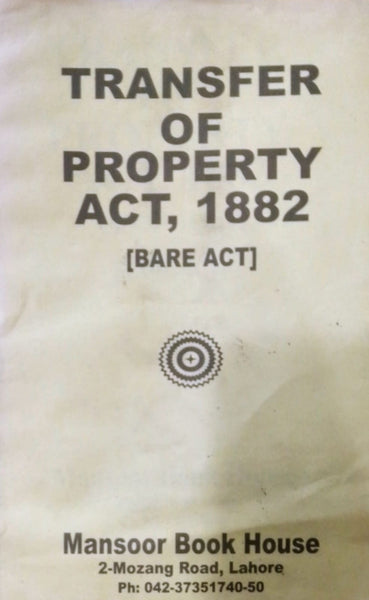 TRANSFER
OF
PROPERTY
ACT, 1882
[BARE ACT]
Mansoor Book House
2-Mozang Road, Lahore
Ph: 042-37351740-50